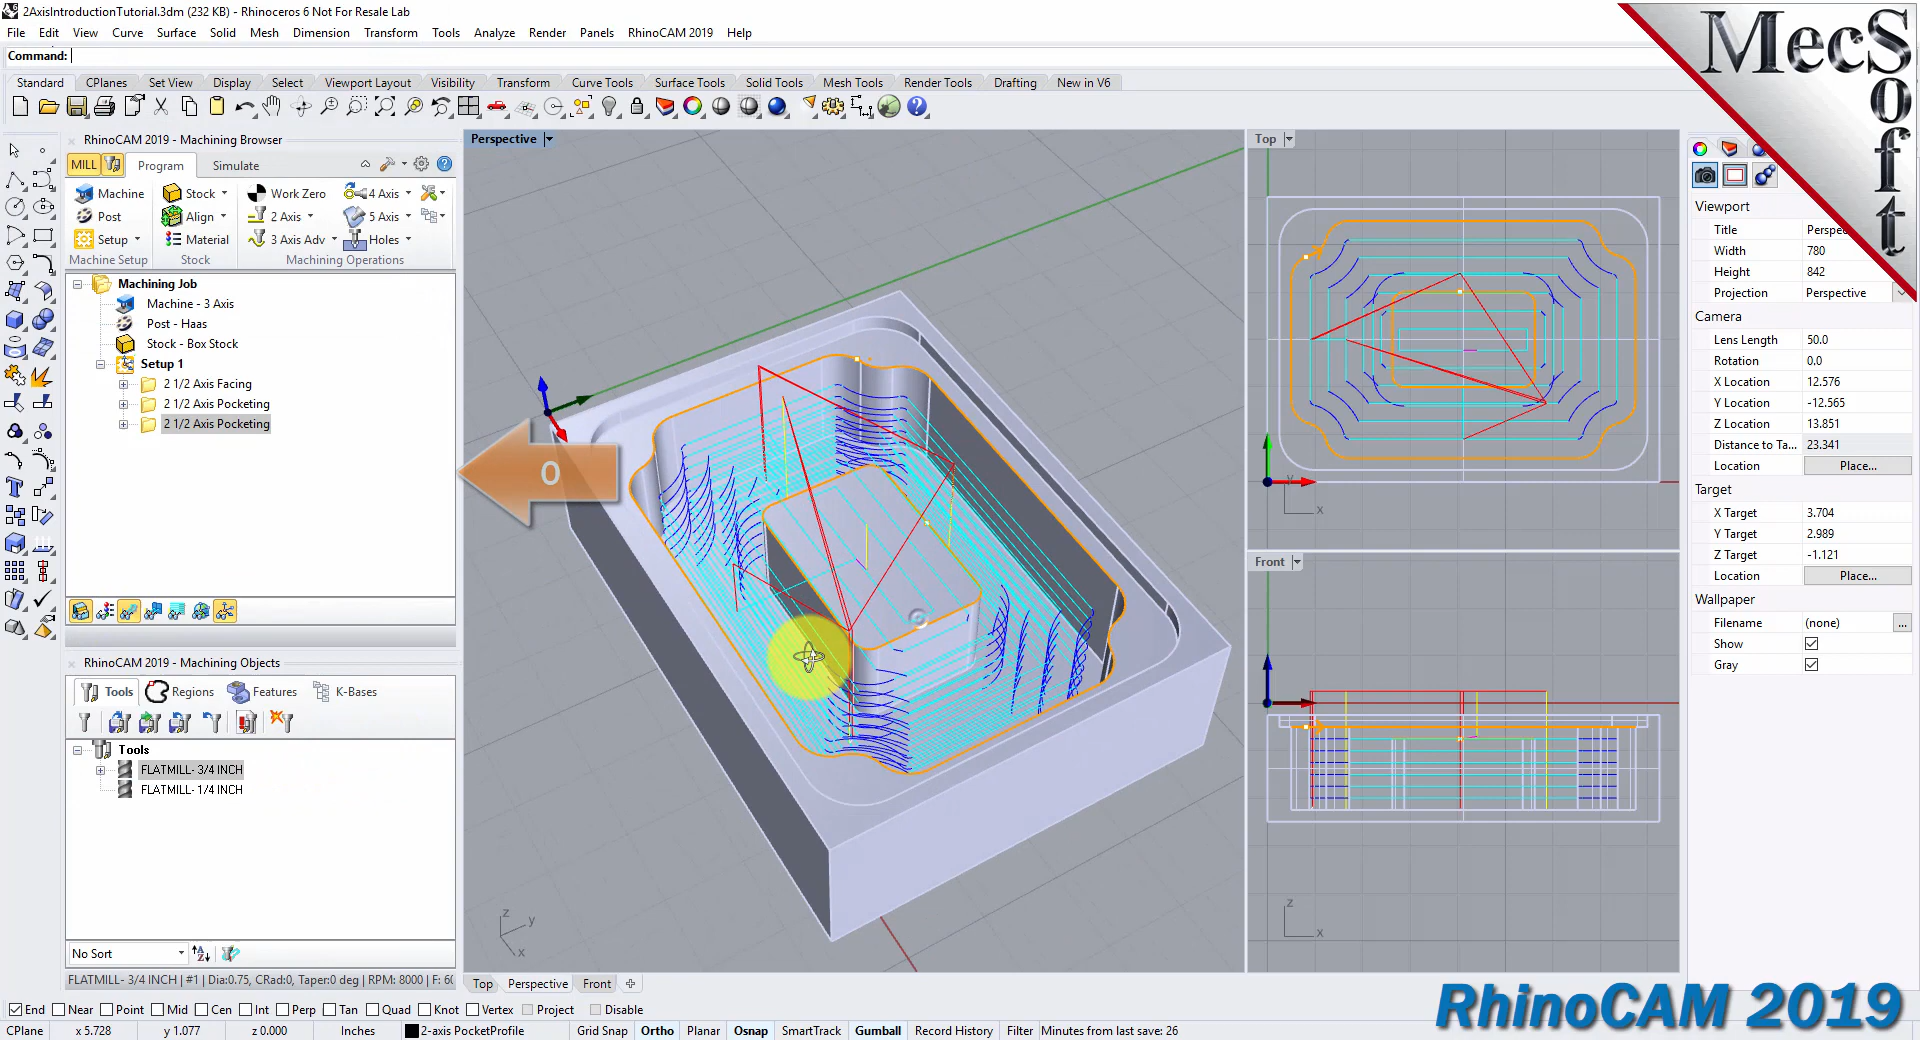 2AxisIntroductionTutorial.3dm (232 KB) - Rhinoceros 6 Not For Resale Lab
File Edit View Curve Surface Solid Mesh Dimension Transform Tools Analyze Render Panels RhinoCAM 2019 Help
Command:
Standard CPlanes Set View Display Select Viewport Layout Visibility Transform Curve Tools Surface Tools Solid Tools Mesh Tools Render Tools Drafting New in V6
MecSoft
RhinoCAM 2019 - Machining Browser
MILL Program Simulate
Machine Stock Work Zero 4 Axis
Post Align 2 Axis 5 Axis
Setup Material 3 Axis Adv Holes
Machine Setup Stock Machining Operations
Machining Job
Machine - 3 Axis
Post - Haas
Stock - Box Stock
Setup 1
2 1/2 Axis Facing
2 1/2 Axis Pocketing
2 1/2 Axis Pocketing
RhinoCAM 2019 - Machining Objects
Tools Regions Features K-Bases
Tools
FLATMILL- 3/4 INCH
FLATMILL- 1/4 INCH
No Sort
FLATMILL- 3/4 INCH | #1 | Dia:0.75, CRad:0, Taper:0 deg | RPM: 8000 | F: 60
Perspective
0
z
y
x
Top
y
x
Front
z
x
Top Perspective Front
Viewport
Title Perspe
Width 780
Height 842
Projection Perspective
Camera
Lens Length 50.0
Rotation 0.0
X Location 12.576
Y Location -12.565
Z Location 13.851
Distance to Ta... 23.341
Location Place...
Target
X Target 3.704
Y Target 2.989
Z Target -1.121
Location Place...
Wallpaper
Filename (none) ...
Show
Gray
RhinoCAM 2019
End Near Point Mid Cen Int Perp Tan Quad Knot Vertex Project Disable
CPlane x 5.728 y 1.077 z 0.000 Inches 2-axis PocketProfile Grid Snap Ortho Planar Osnap SmartTrack Gumball Record History Filter Minutes from last save: 26